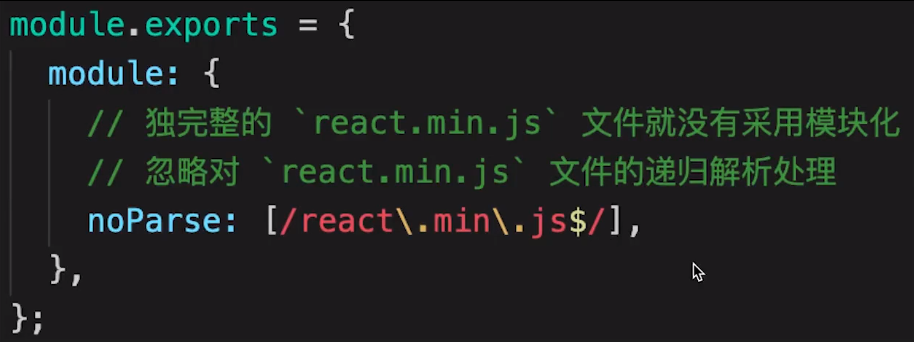 module.exports = {
module: {
// 独完整的 `react.min.js` 文件就没有采用模块化
// 忽略对 `react.min.js` 文件的递归解析处理
noParse: [/react\.min\.js$/],
},
};